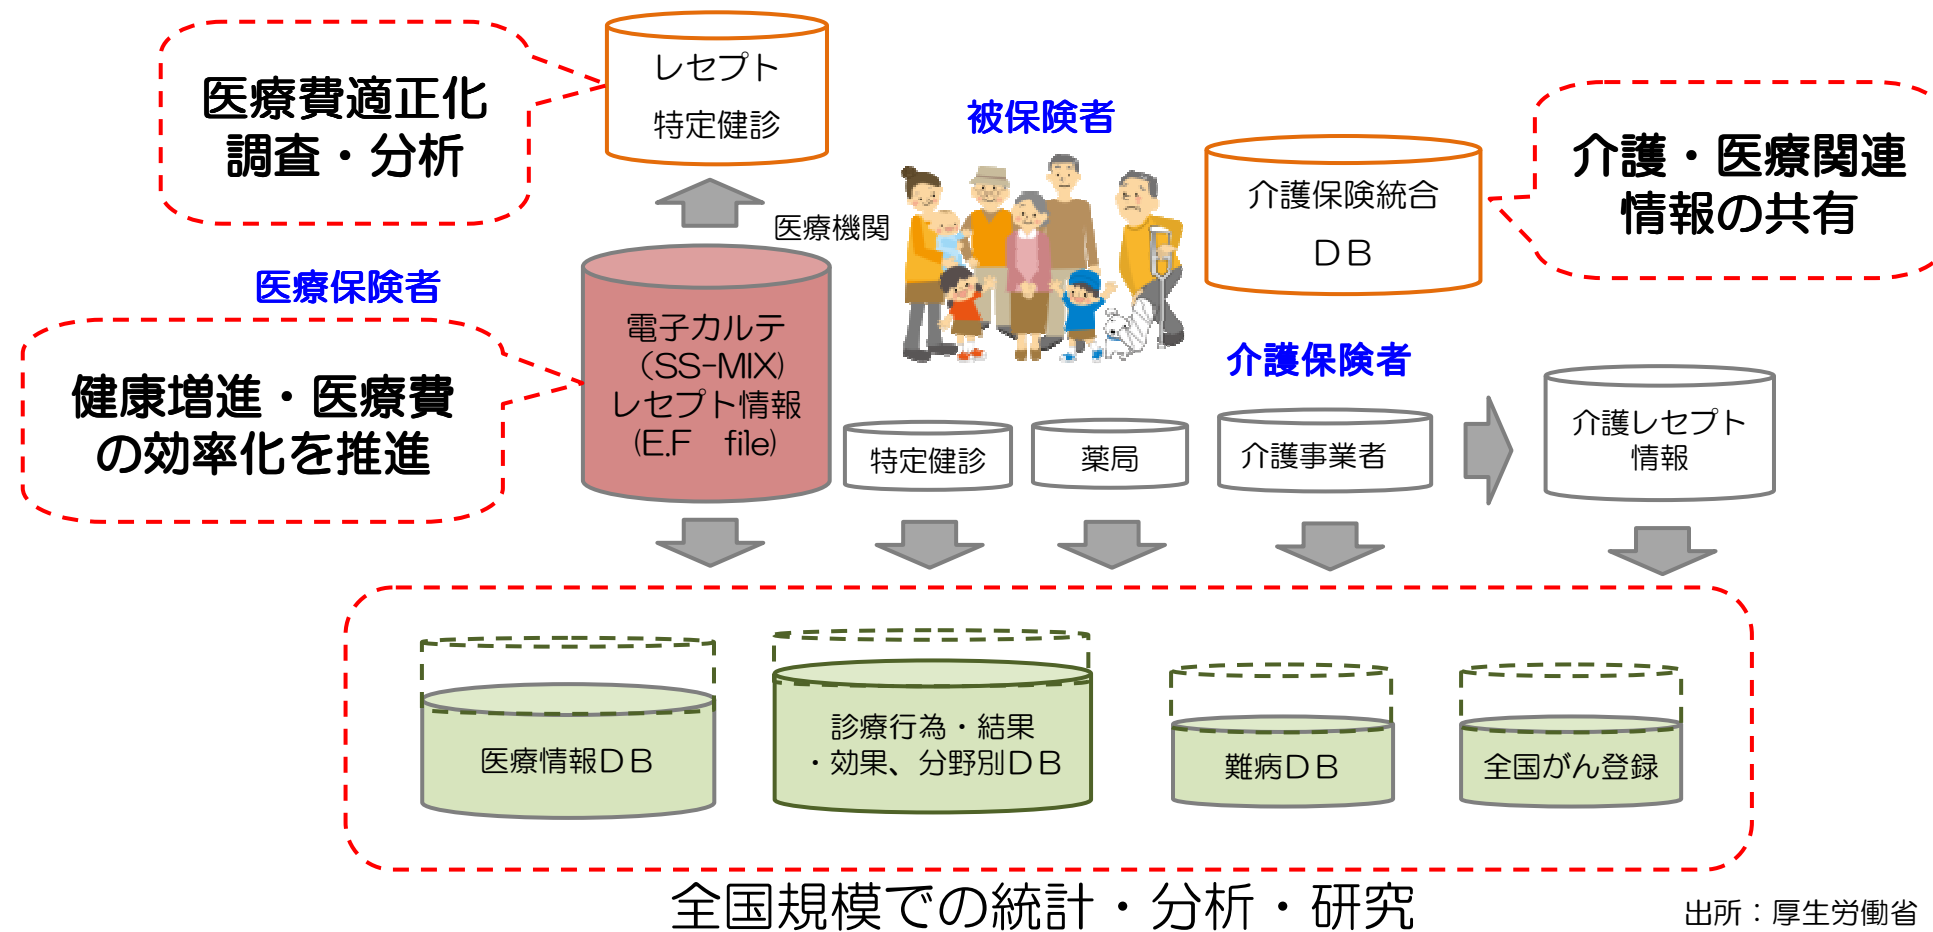 医療費適正化
調査・分析
レセプト
特定健診
被保険者
介護保険統合
ＤＢ
介護・医療関連
情報の共有
医療機関
医療保険者
健康増進・医療費
の効率化を推進
電子カルテ
（SS-MIX)
レセプト情報
(E.F　file)
介護保険者
特定健診
薬局
介護事業者
介護レセプト
情報
医療情報ＤＢ
診療行為・結果
・効果、分野別ＤＢ
難病ＤＢ
全国がん登録
全国規模での統計・分析・研究
出所：厚生労働省